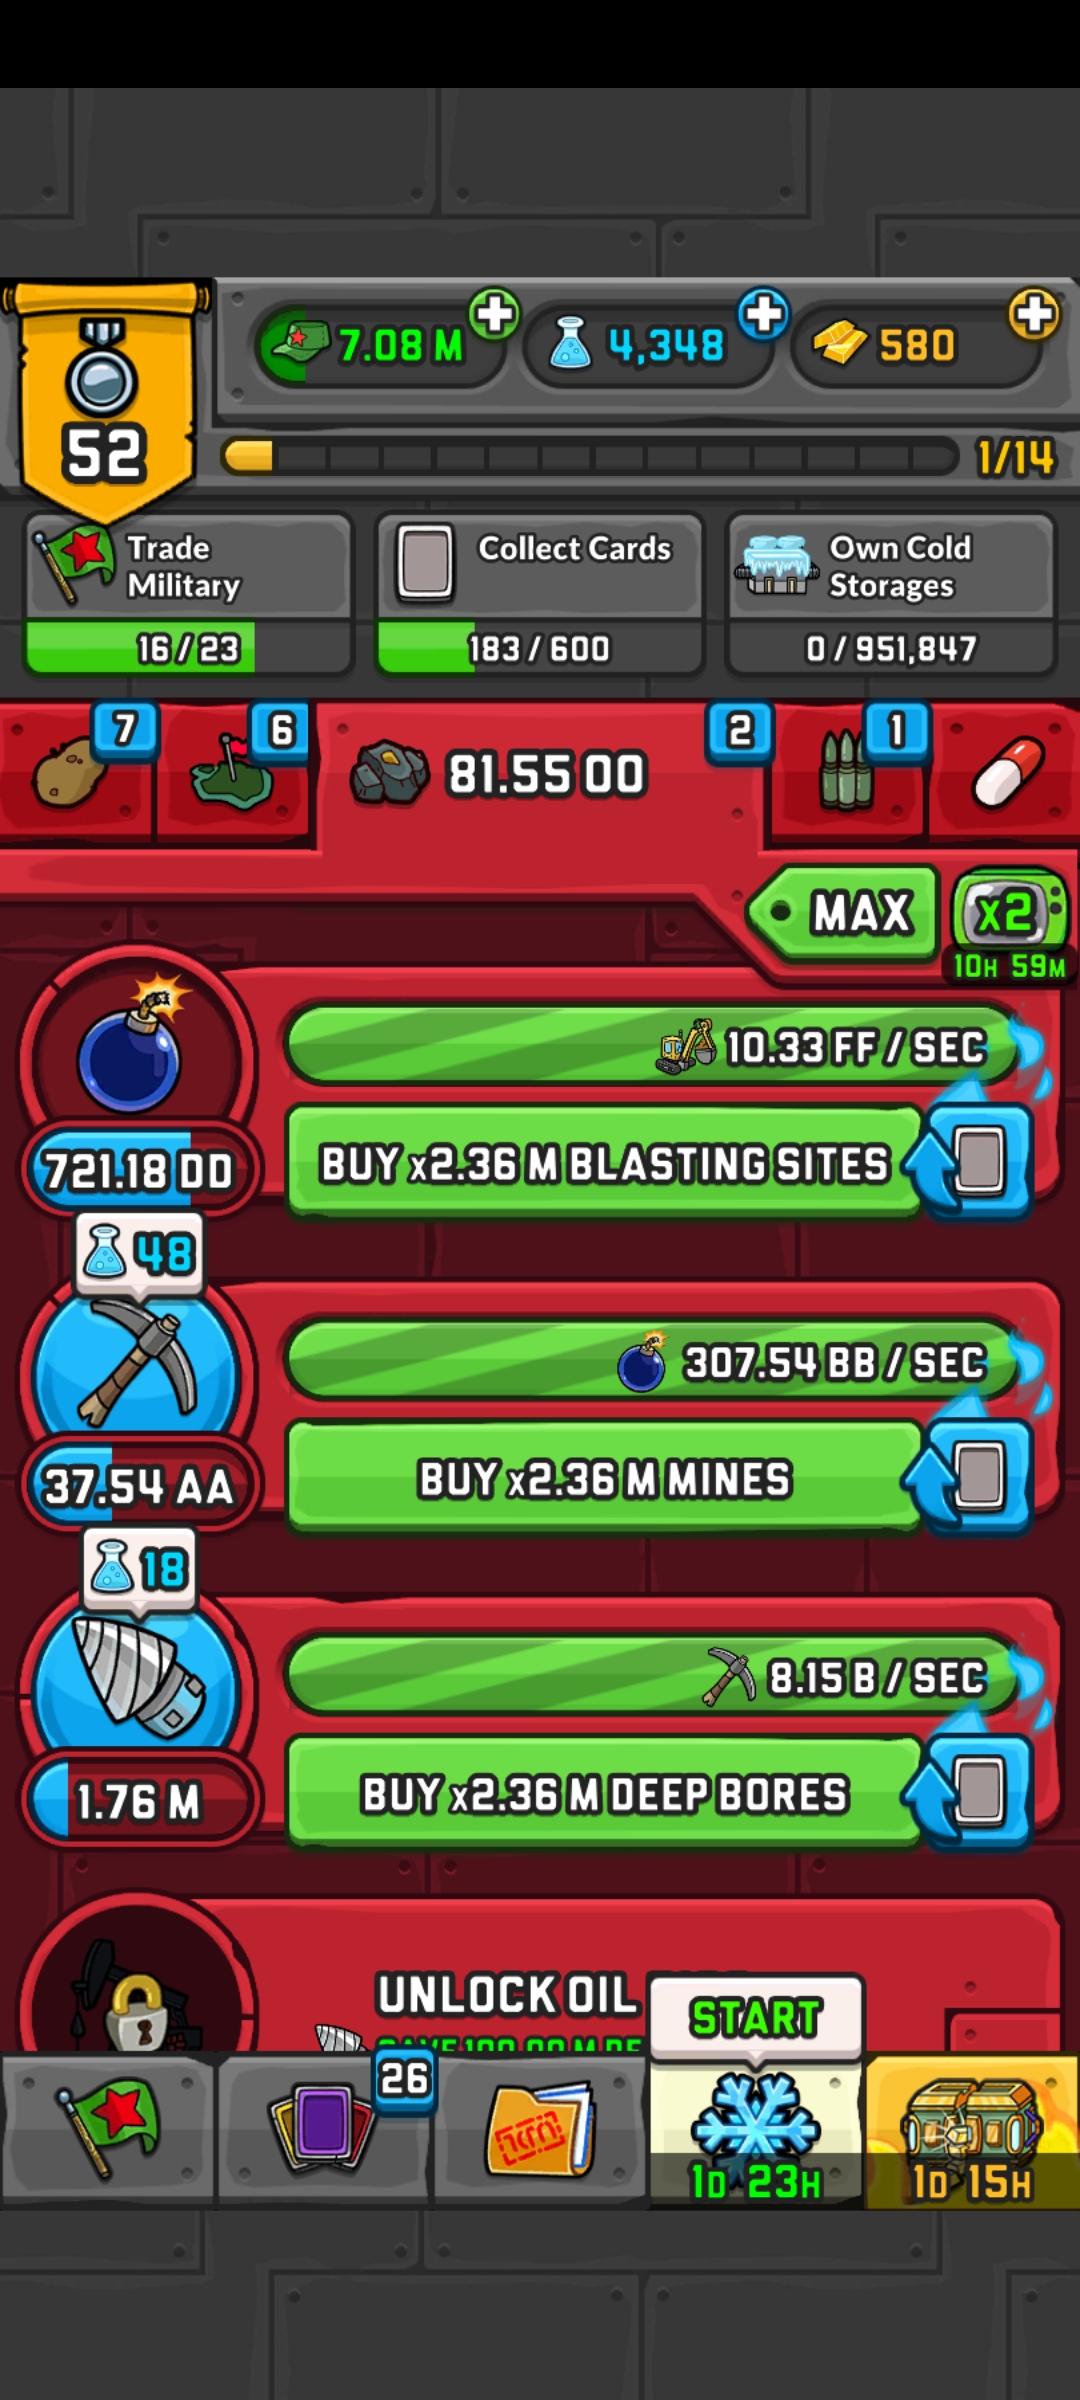 7.08 M
4,348
580
52
1/14
Trade
Military
16 / 23
Collect Cards
183 / 600
Own Cold
Storages
0 / 951,847
7
6
81.55 OO
2
1
MAX
x2
10H 59M
10.33 FF / SEC
721.18 DD
BUY x2.36 M BLASTING SITES
48
307.54 BB / SEC
37.54 AA
BUY x2.36 M MINES
18
8.15 B / SEC
1.76 M
BUY x2.36 M DEEP BORES
UNLOCK OIL
START
26
1D 23H
1D 15H